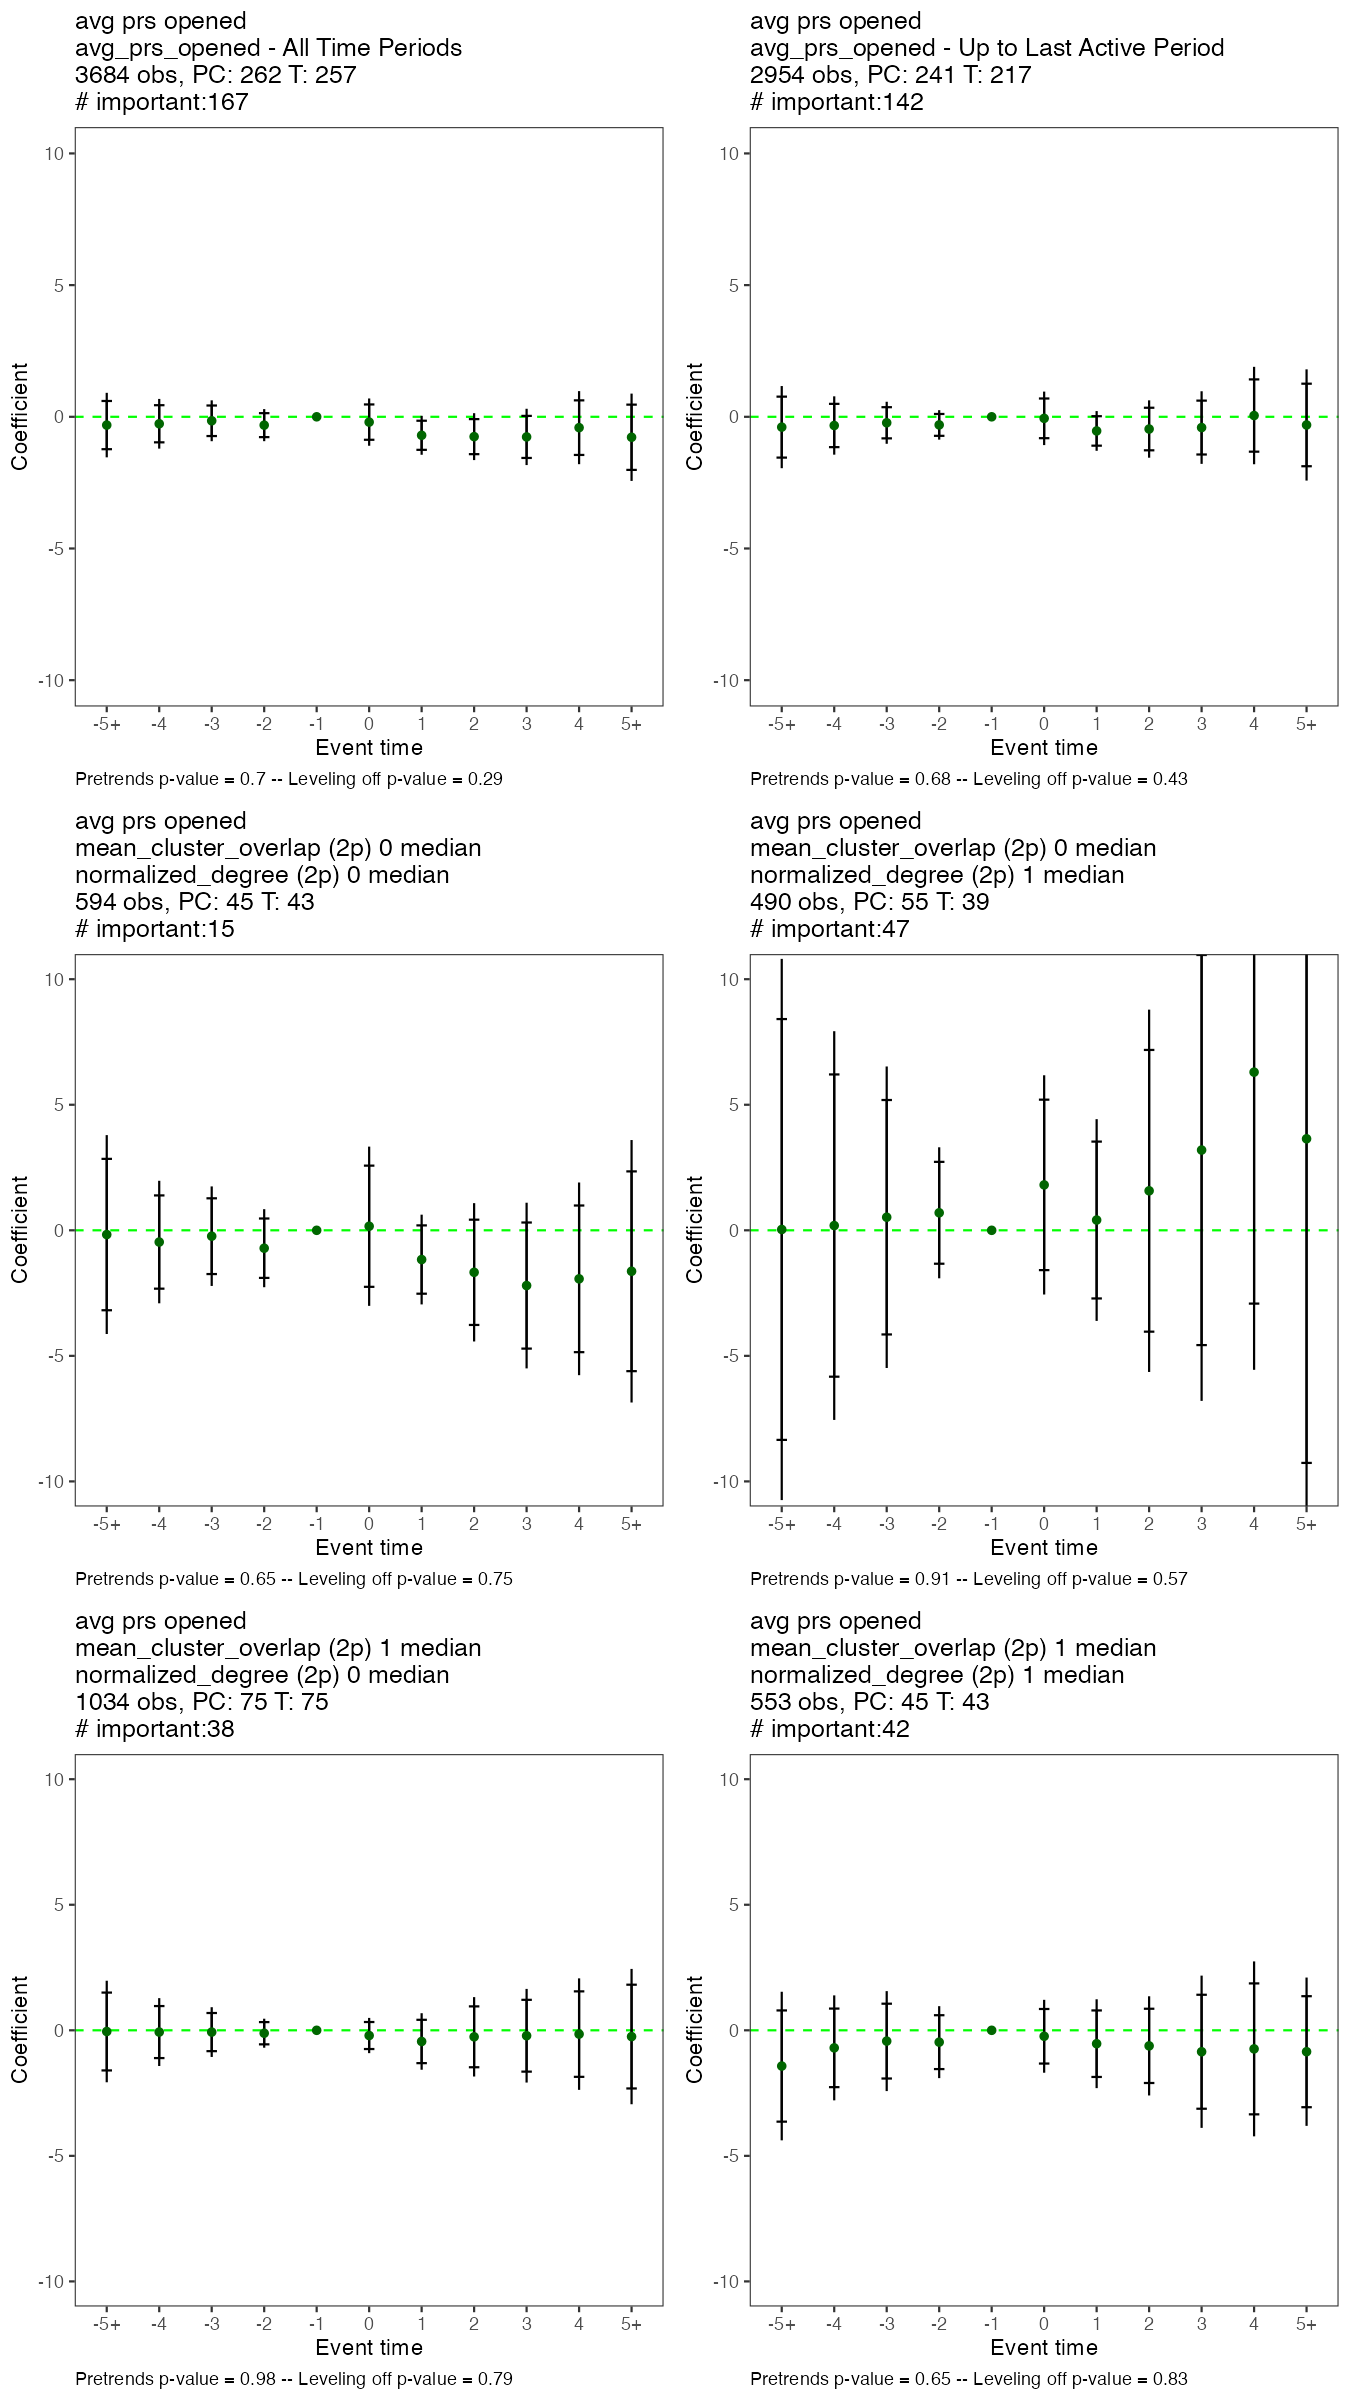 avg prs opened
avg_prs_opened - All Time Periods
3684 obs, PC: 262 T: 257
# important:167
10
5
0
-5
-10
Coefficient
-5+ -4 -3 -2 -1 0 1 2 3 4 5+
Event time
Pretrends p-value = 0.7 -- Leveling off p-value = 0.29
avg prs opened
avg_prs_opened - Up to Last Active Period
2954 obs, PC: 241 T: 217
# important:142
10
5
0
-5
-10
Coefficient
-5+ -4 -3 -2 -1 0 1 2 3 4 5+
Event time
Pretrends p-value = 0.68 -- Leveling off p-value = 0.43
avg prs opened
mean_cluster_overlap (2p) 0 median
normalized_degree (2p) 0 median
594 obs, PC: 45 T: 43
# important:15
10
5
0
-5
-10
Coefficient
-5+ -4 -3 -2 -1 0 1 2 3 4 5+
Event time
Pretrends p-value = 0.65 -- Leveling off p-value = 0.75
avg prs opened
mean_cluster_overlap (2p) 0 median
normalized_degree (2p) 1 median
490 obs, PC: 55 T: 39
# important:47
10
5
0
-5
-10
Coefficient
-5+ -4 -3 -2 -1 0 1 2 3 4 5+
Event time
Pretrends p-value = 0.91 -- Leveling off p-value = 0.57
avg prs opened
mean_cluster_overlap (2p) 1 median
normalized_degree (2p) 0 median
1034 obs, PC: 75 T: 75
# important:38
10
5
0
-5
-10
Coefficient
-5+ -4 -3 -2 -1 0 1 2 3 4 5+
Event time
Pretrends p-value = 0.98 -- Leveling off p-value = 0.79
avg prs opened
mean_cluster_overlap (2p) 1 median
normalized_degree (2p) 1 median
553 obs, PC: 45 T: 43
# important:42
10
5
0
-5
-10
Coefficient
-5+ -4 -3 -2 -1 0 1 2 3 4 5+
Event time
Pretrends p-value = 0.65 -- Leveling off p-value = 0.83